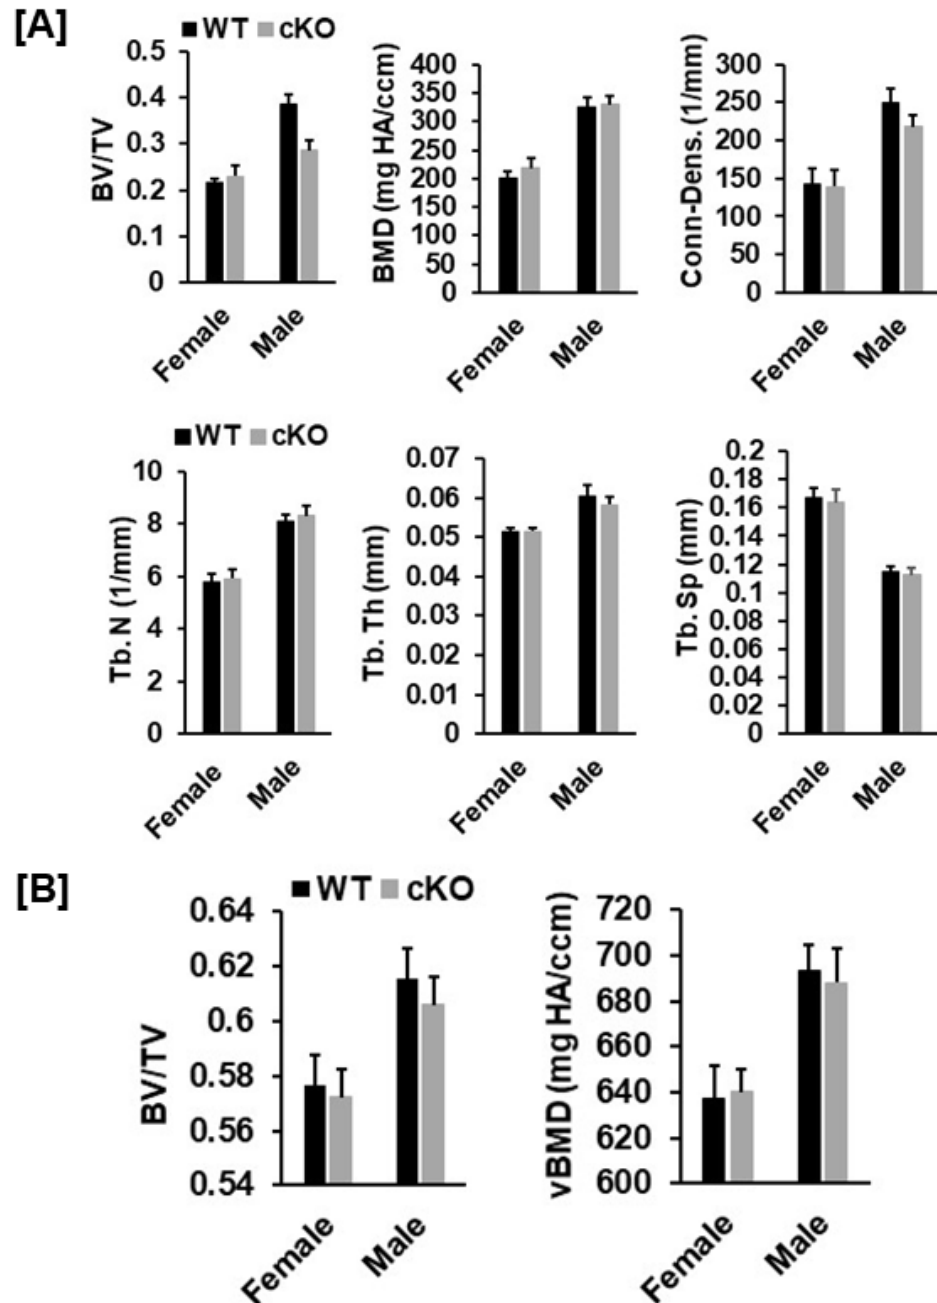 [A]
WT cKO
BV/TV
0.5
0.4
0.3
0.2
0.1
0
Female
Male
BMD (mg HA/ccm)
400
350
300
250
200
150
100
50
0
Female
Male
Conn-Dens. (1/mm)
300
250
200
150
100
50
0
Female
Male
WT cKO
Tb. N (1/mm)
10
8
6
4
2
0
Female
Male
Tb. Th (mm)
0.07
0.06
0.05
0.04
0.03
0.02
0.01
0
Female
Male
Tb. Sp (mm)
0.2
0.18
0.16
0.14
0.12
0.1
0.08
0.06
0.04
0.02
0
Female
Male
[B]
WT cKO
BV/TV
0.64
0.62
0.6
0.58
0.56
0.54
Female
Male
vBMD (mg HA/ccm)
720
700
680
660
640
620
600
Female
Male